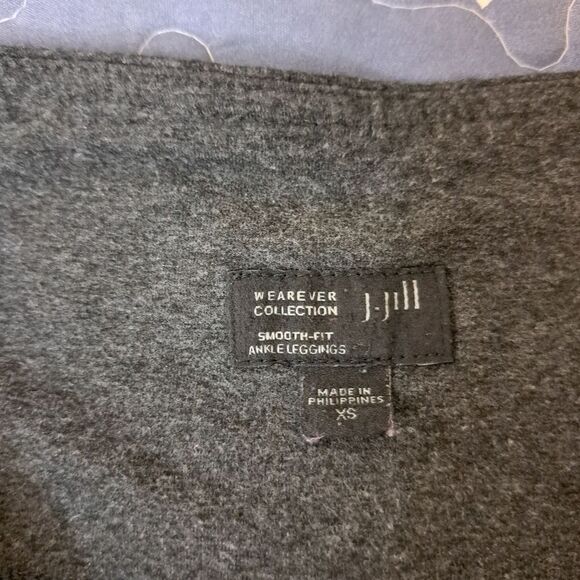 WEAREVER
COLLECTION
J.Jill
SMOOTH-FIT
ANKLE LEGGINGS
MADE IN
PHILIPPINES
XS